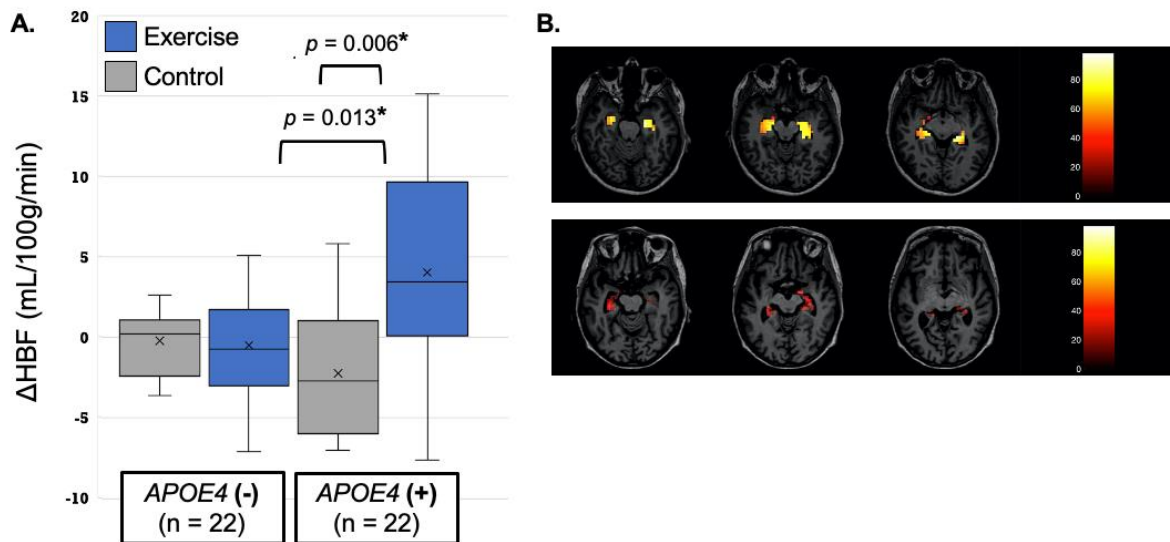 A.
20
15
10
5
0
-5
-10
ΔHBF (mL/100g/min)
Exercise
Control
p = 0.006*
p = 0.013*
APOE4 (-)
(n = 22)
APOE4 (+)
(n = 22)
B.
80
60
40
20
0
80
60
40
20
0